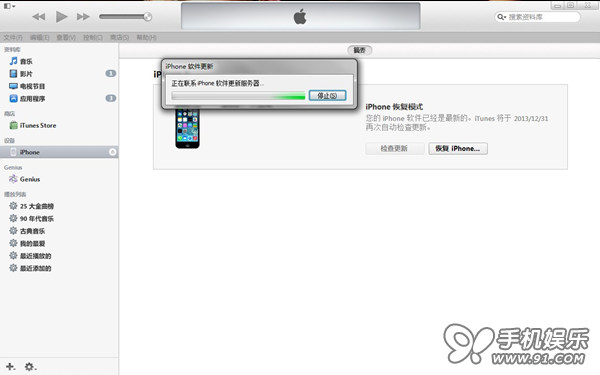 搜索资料库
文件(F) 编辑(E) 查看(V) 控制(C) 商店(S) 帮助(H)
资料库
音乐
影片 3
电视节目
应用程序 3
商店
iTunes Store
设备
iPhone
Genius
Genius
播放列表
25 大金曲榜
90 年代音乐
古典音乐
我的最爱
最近播放的
最近添加的
摘要
iPhone 软件更新
正在联系 iPhone 软件更新服务器...
停止(S)
iPhone 恢复模式
您的 iPhone 软件已经是最新的。iTunes 将于 2013/12/31
再次自动检查更新。
检查更新
恢复 iPhone...
手机娱乐
www.91.com